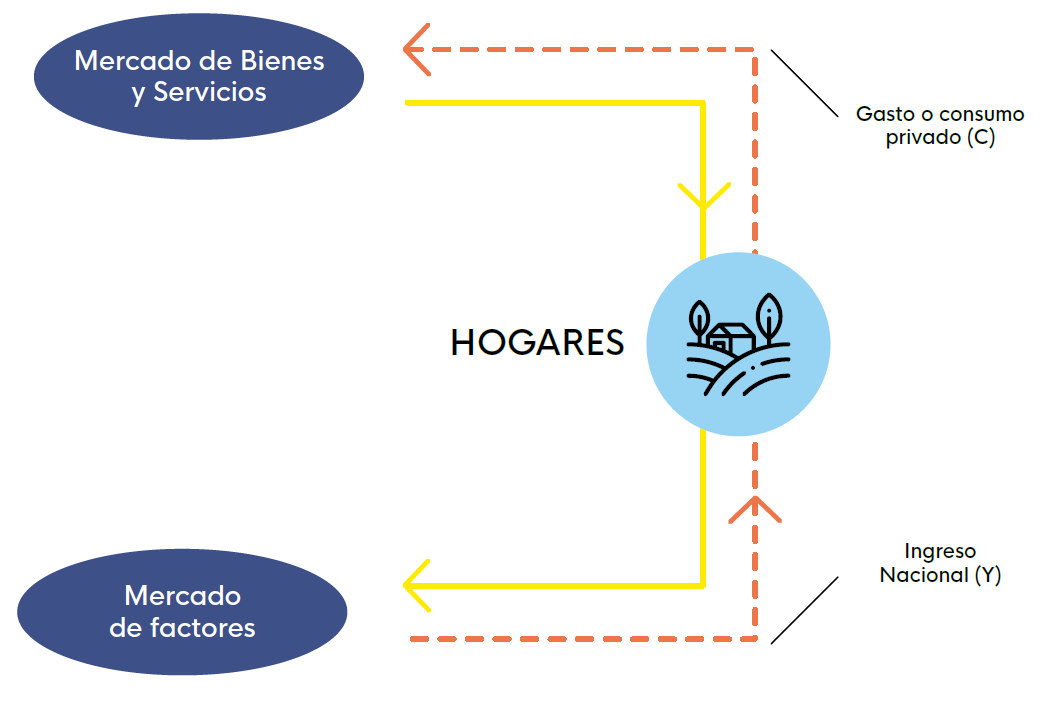 Mercado de Bienes
y Servicios
Gasto o consumo
privado (C)
HOGARES
Ingreso
Nacional (Y)
Mercado
de factores